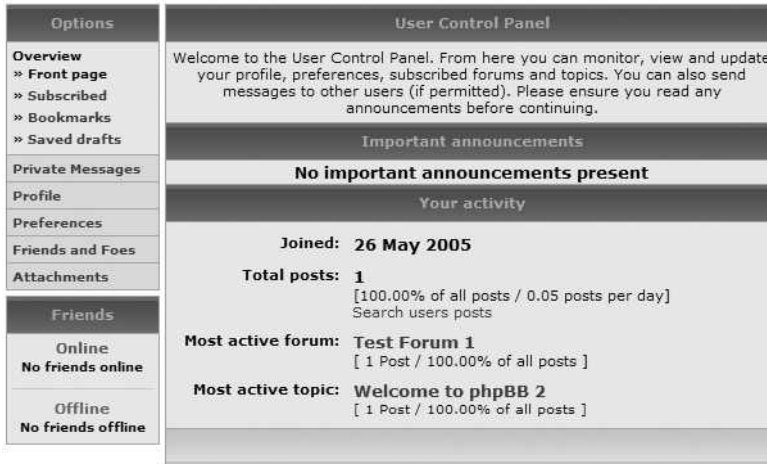 Options
Overview
» Front page
» Subscribed
» Bookmarks
» Saved drafts
Private Messages
Profile
Preferences
Friends and Foes
Attachments
Friends
Online
No friends online
Offline
No friends offline
User Control Panel
Welcome to the User Control Panel. From here you can monitor, view and update
your profile, preferences, subscribed forums and topics. You can also send
messages to other users (if permitted). Please ensure you read any
announcements before continuing.
Important announcements
No important announcements present
Your activity
Joined: 26 May 2005
Total posts: 1
[100.00% of all posts / 0.05 posts per day]
Search users posts
Most active forum: Test Forum 1
[ 1 Post / 100.00% of all posts ]
Most active topic: Welcome to phpBB 2
[ 1 Post / 100.00% of all posts ]